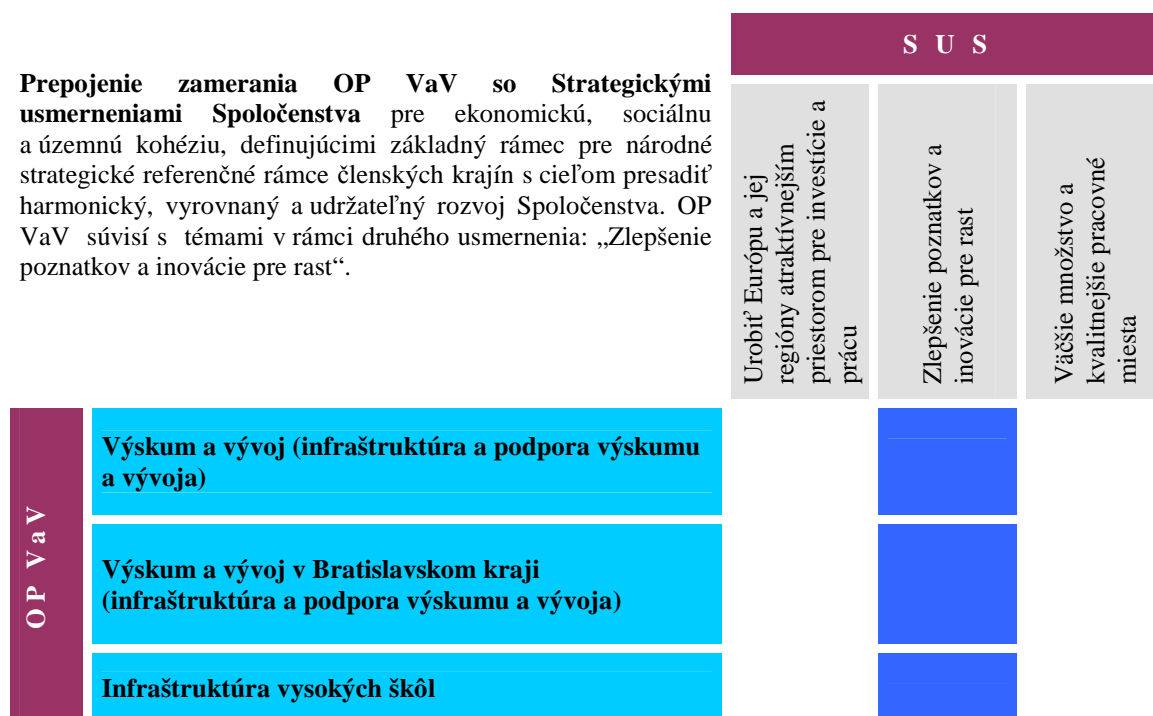 S U S
Prepojenie zamerania OP VaV so Strategickými
usmerneniami Spoločenstva pre ekonomickú, sociálnu
a územnú kohéziu, definujúcimi základný rámec pre národné
strategické referenčné rámce členských krajín s cieľom presadiť
harmonický, vyrovnaný a udržateľný rozvoj Spoločenstva. OP
VaV súvisí s témami v rámci druhého usmernenia: „Zlepšenie
poznatkov a inovácie pre rast“.
Urobiť Európu a jej
regióny atraktívnejším
priestorom pre investície a
prácu
Zlepšenie poznatkov a
inovácie pre rast
Väčšie množstvo a
kvalitnejšie pracovné
miesta
OP VaV
Výskum a vývoj (infraštruktúra a podpora výskumu
a vývoja)
Výskum a vývoj v Bratislavskom kraji
(infraštruktúra a podpora výskumu a vývoja)
Infraštruktúra vysokých škôl